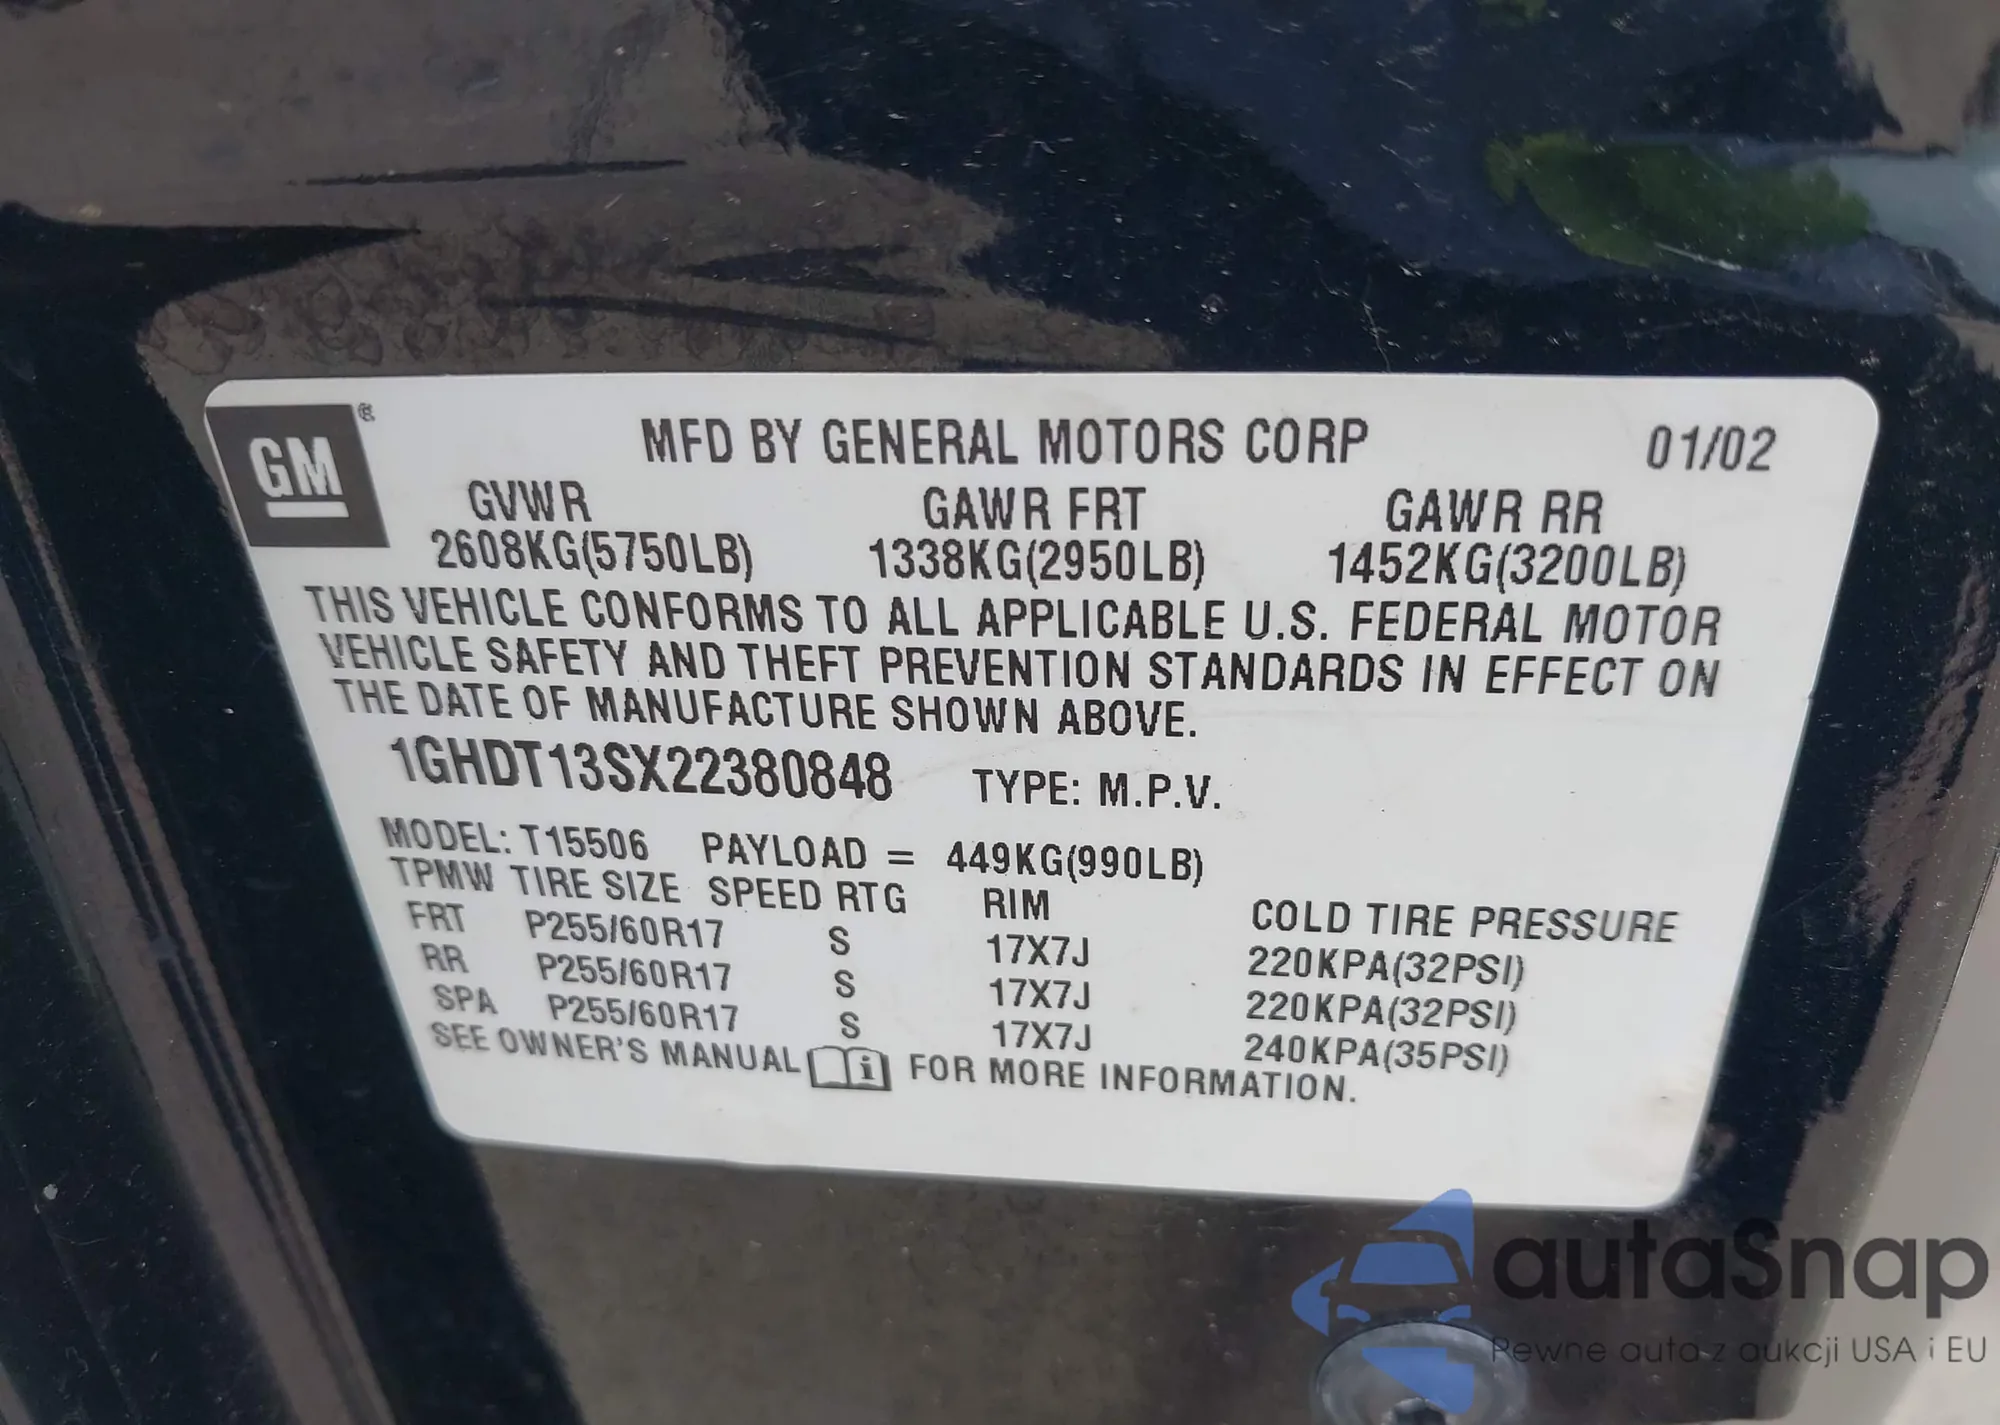 GM ®
MFD BY GENERAL MOTORS CORP 01/02
GVWR GAWR FRT GAWR RR
2608KG(5750LB) 1338KG(2950LB) 1452KG(3200LB)
THIS VEHICLE CONFORMS TO ALL APPLICABLE U.S. FEDERAL MOTOR
VEHICLE SAFETY AND THEFT PREVENTION STANDARDS IN EFFECT ON
THE DATE OF MANUFACTURE SHOWN ABOVE.
1GHDT13SX22380848 TYPE: M.P.V.
MODEL: T15506 PAYLOAD = 449KG(990LB)
TPMW TIRE SIZE SPEED RTG RIM COLD TIRE PRESSURE
FRT P255/60R17 S 17X7J 220KPA(32PSI)
RR P255/60R17 S 17X7J 220KPA(32PSI)
SPA P255/60R17 S 17X7J 240KPA(35PSI)
SEE OWNER'S MANUAL i FOR MORE INFORMATION.
autaSnap
Pewne auta z aukcji USA i EU